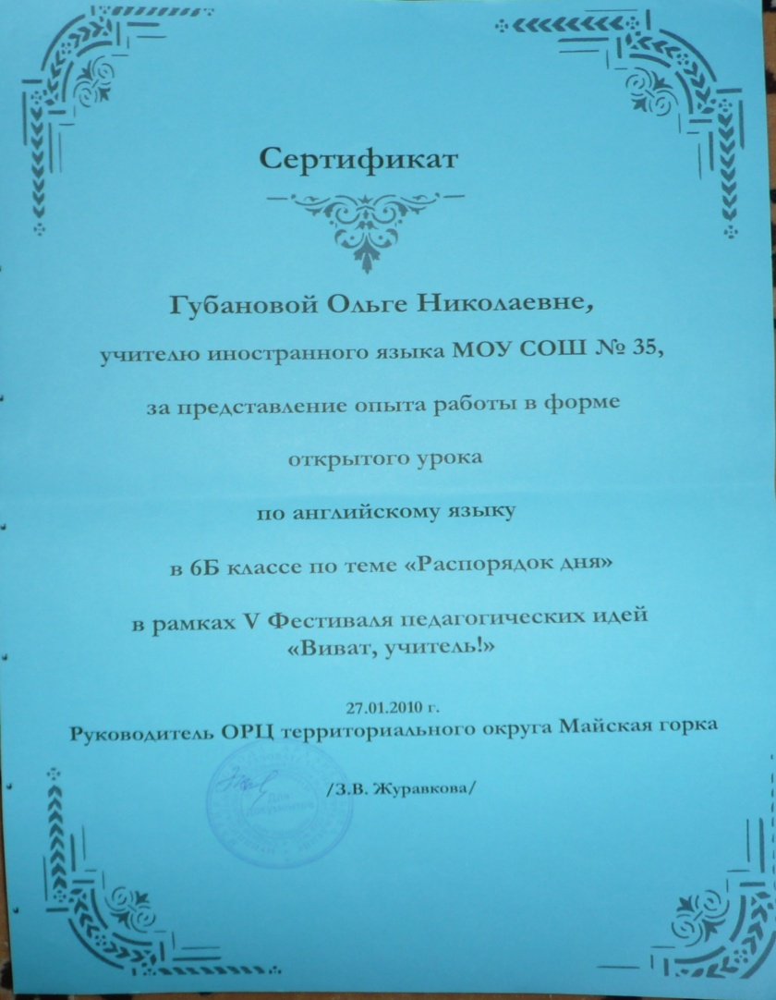 Сертификат
Губановой Ольге Николаевне,
учителю иностранного языка МОУ СОШ № 35,
за представление опыта работы в форме
открытого урока
по английскому языку
в 6Б классе по теме «Распорядок дня»
в рамках V Фестиваля педагогических идей
«Виват, учитель!»
27.01.2010 г.
Руководитель ОРЦ территориального округа Майская горка
/З.В. Журавкова/
Для
документов